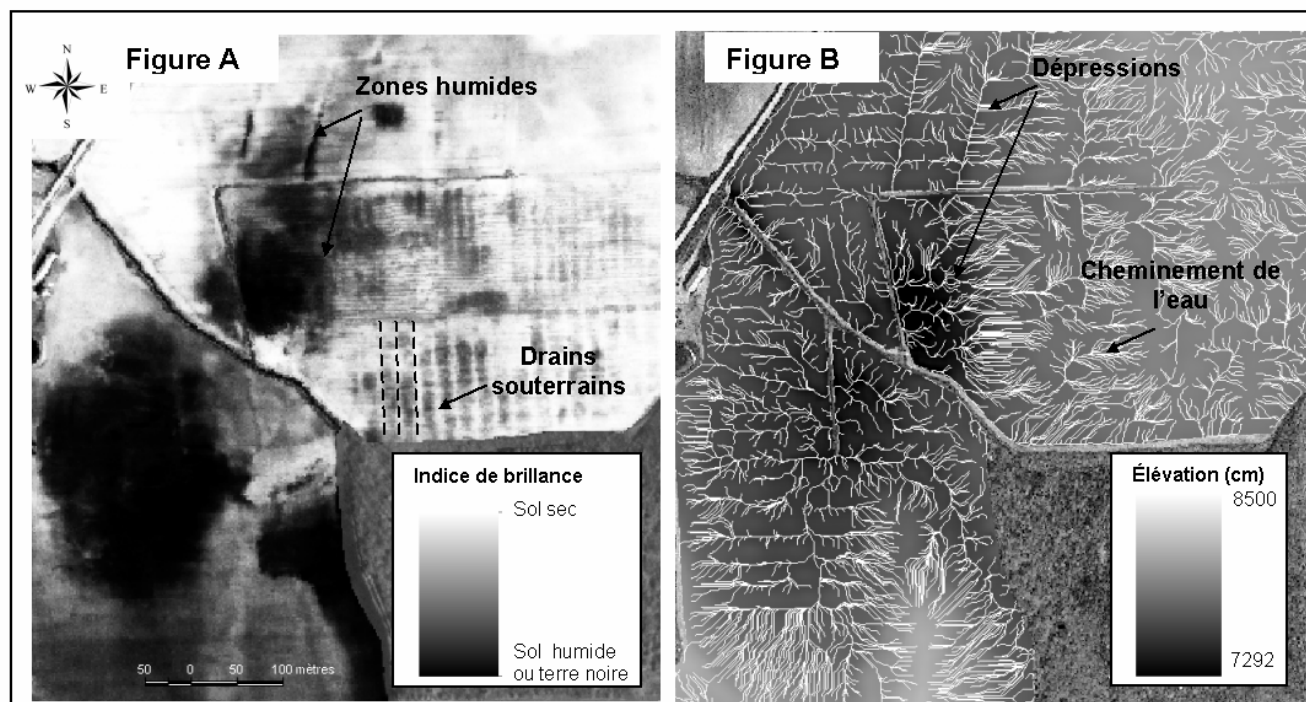 Figure A
N
W
E
S
Zones humides
Drains
souterrains
Indice de brillance
Sol sec
Sol humide
ou terre noire
50 0 50 100 mètres
Figure B
Dépressions
Cheminement de
l'eau
Élévation (cm)
8500
7292